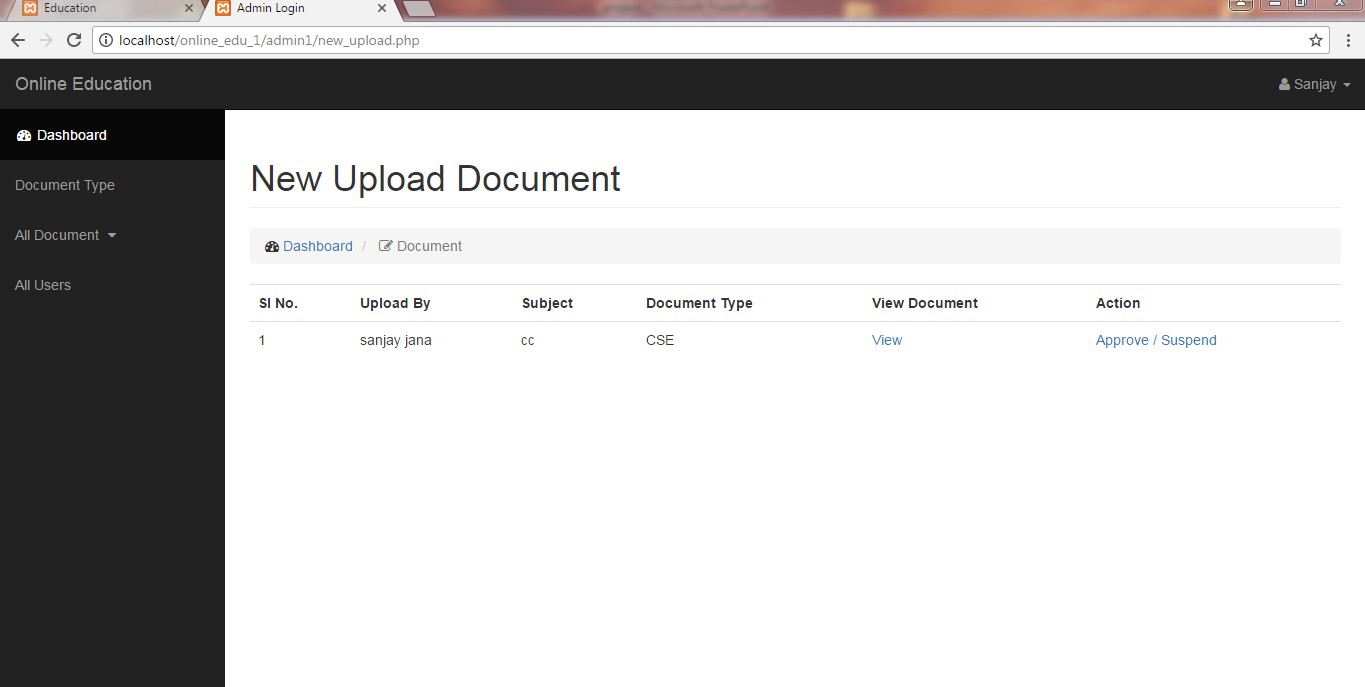 Education
Admin Login
localhost/online_edu_1/admin1/new_upload.php
Online Education
Sanjay
Dashboard
Document Type
All Document
All Users
New Upload Document
Dashboard / Document
Sl No. Upload By Subject Document Type View Document Action
1 sanjay jana cc CSE View Approve / Suspend